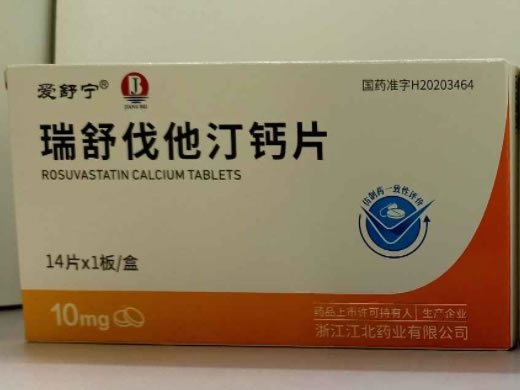 爱舒宁®
国药准字H20203464
瑞舒伐他汀钙片
ROSUVASTATIN CALCIUM TABLETS
仿制药一致性评价
14片x1板/盒
10mg
药品上市许可持有人 | 生产企业
浙江江北药业有限公司